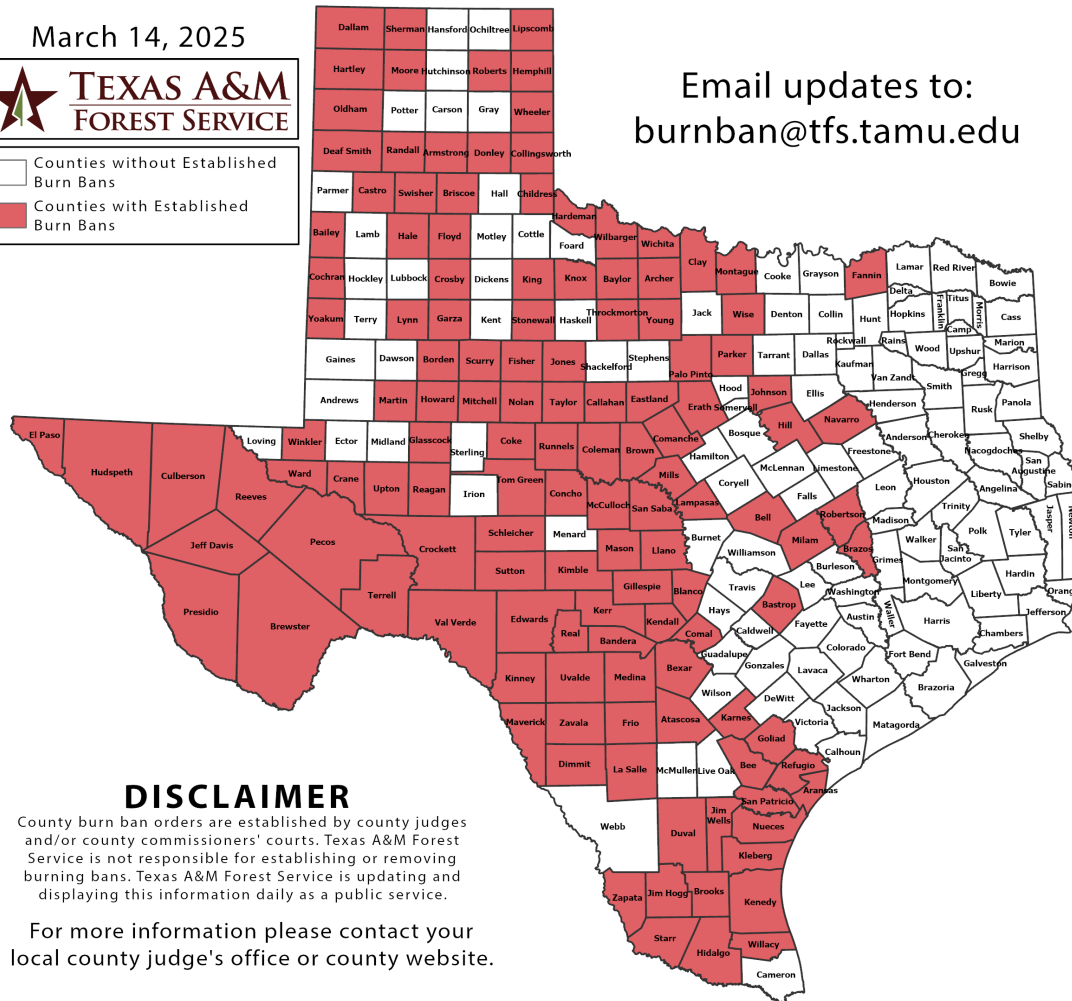 March 14, 2025
TEXAS A&M
FOREST SERVICE
Counties without Established
Burn Bans
Counties with Established
Burn Bans
Email updates to:
burnban@tfs.tamu.edu
Dallam Sherman Hansford Ochiltree Lipscomb
Hartley Moore Hutchinson Roberts Hemphill
Oldham Potter Carson Gray Wheeler
Deaf Smith Randall Armstrong Donley Collingsworth
Parmer Castro Swisher Briscoe Hall Childress
Hardeman
Bailey Lamb Hale Floyd Motley Cottle Foard Wilbarger Wichita Clay Montague Cooke Grayson Fannin Lamar Red River Bowie
Cochran Hockley Lubbock Crosby Dickens King Knox Baylor Archer
Delta Titus Franklin Morris
Yoakum Terry Lynn Garza Kent Stonewall Haskell Throckmorton Young Jack Wise Denton Collin Hunt Hopkins Camp Cass
Gaines Dawson Borden Scurry Fisher Jones Shackelford Stephens Palo Pinto Parker Tarrant Dallas Rockwall Kaufman Rains Van Zandt Wood Upshur Gregg Marion Harrison
Andrews Martin Howard Mitchell Nolan Taylor Callahan Eastland Erath Hood Somervell Johnson Ellis Henderson Smith Rusk Panola
El Paso Hudspeth Culberson Reeves Loving Winkler Ector Midland Glasscock Sterling Coke Runnels Coleman Brown Comanche Hamilton Bosque Hill Navarro Freestone Anderson Cherokee Nacogdoches Shelby
San
Augustine
Sabin
Ward Crane Upton Reagan Irion Tom Green Concho McCulloch San Saba Mills Lampasas Coryell McLennan Limestone Falls Leon Houston Angelina
Trinity Polk Tyler Jasper Newton
Jeff Davis Pecos Crockett Schleicher Menard Mason Llano Burnet Bell Milam Robertson Brazos Madison Grimes Walker
San
Jacinto
Hardin
Presidio Brewster Terrell Val Verde Sutton Kimble Gillespie Blanco Williamson Travis Burleson Lee Washington Montgomery Liberty Orang
Edwards Kerr Real Bandera Kendall Comal Hays Bastrop Caldwell Fayette Austin Waller Harris Chambers Jefferson
Kinney Uvalde Medina Bexar Guadalupe Gonzales Lavaca Colorado Fort Bend Galveston
Wilson DeWitt Wharton Brazoria
Maverick Zavala Frio Atascosa Karnes Victoria Jackson Matagorda
Goliad Calhoun
Dimmit La Salle McMullen Live Oak Bee Refugio
Aransas
San Patricio
Webb Duval
Jim
Wells
Nueces
Kleberg
Zapata Jim Hogg Brooks Kenedy
Starr Hidalgo Willacy
Cameron
DISCLAIMER
County burn ban orders are established by county judges
and/or county commissioners' courts. Texas A&M Forest
Service is not responsible for establishing or removing
burning bans. Texas A&M Forest Service is updating and
displaying this information daily as a public service.
For more information please contact your
local county judge's office or county website.